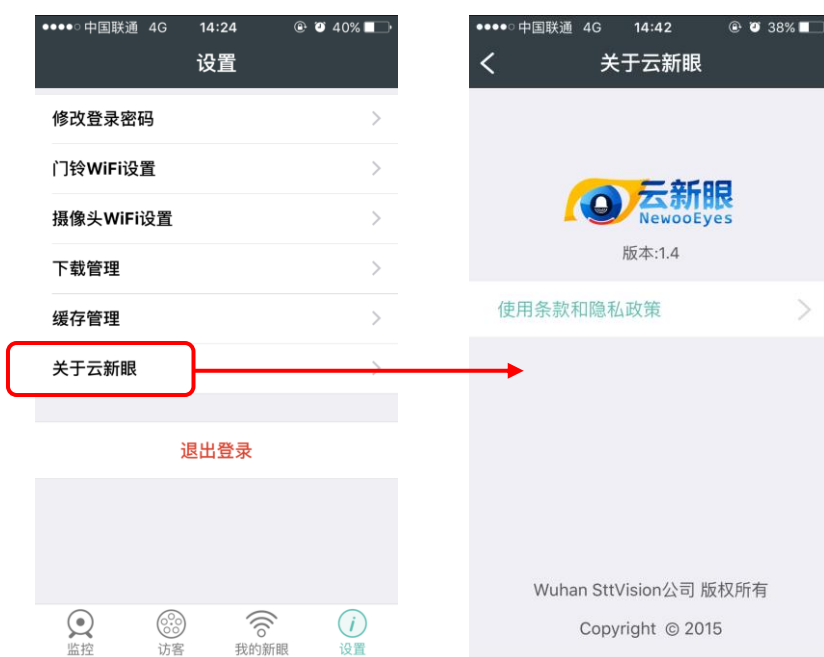 中国联通 4G 14:24 40%
设置
修改登录密码
门铃WiFi设置
摄像头WiFi设置
下载管理
缓存管理
关于云新眼
退出登录
监控 访客 我的新眼 设置
中国联通 4G 14:42 38%
关于云新眼
云新眼
NewooEyes
版本:1.4
使用条款和隐私政策
Wuhan SttVision公司 版权所有
Copyright © 2015